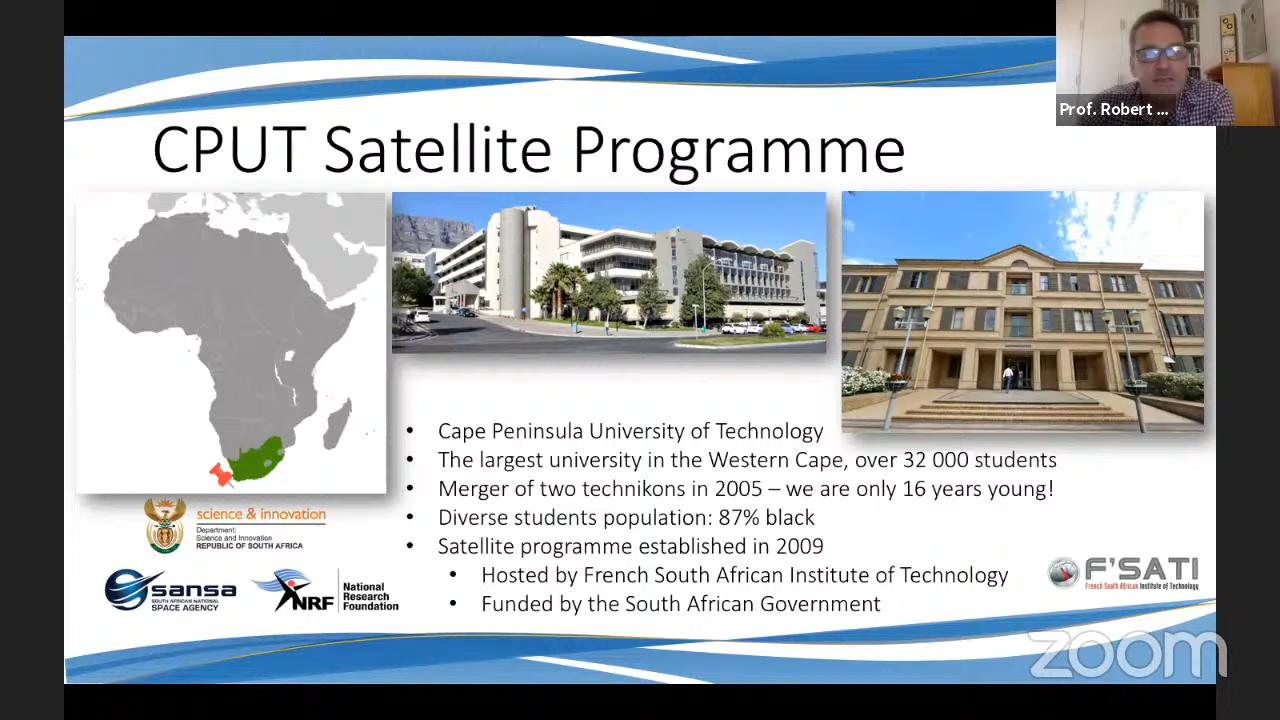 Prof. Robert ...
CPUT Satellite Programme
• Cape Peninsula University of Technology
• The largest university in the Western Cape, over 32 000 students
• Merger of two technikons in 2005 – we are only 16 years young!
• Diverse students population: 87% black
• Satellite programme established in 2009
• Hosted by French South African Institute of Technology
• Funded by the South African Government
science & innovation
Department:
Science and Innovation
REPUBLIC OF SOUTH AFRICA
sansa
SOUTH AFRICAN NATIONAL
SPACE AGENCY
NRF
National
Research
Foundation
F'SATI
French South African Institute of Technology
zoom